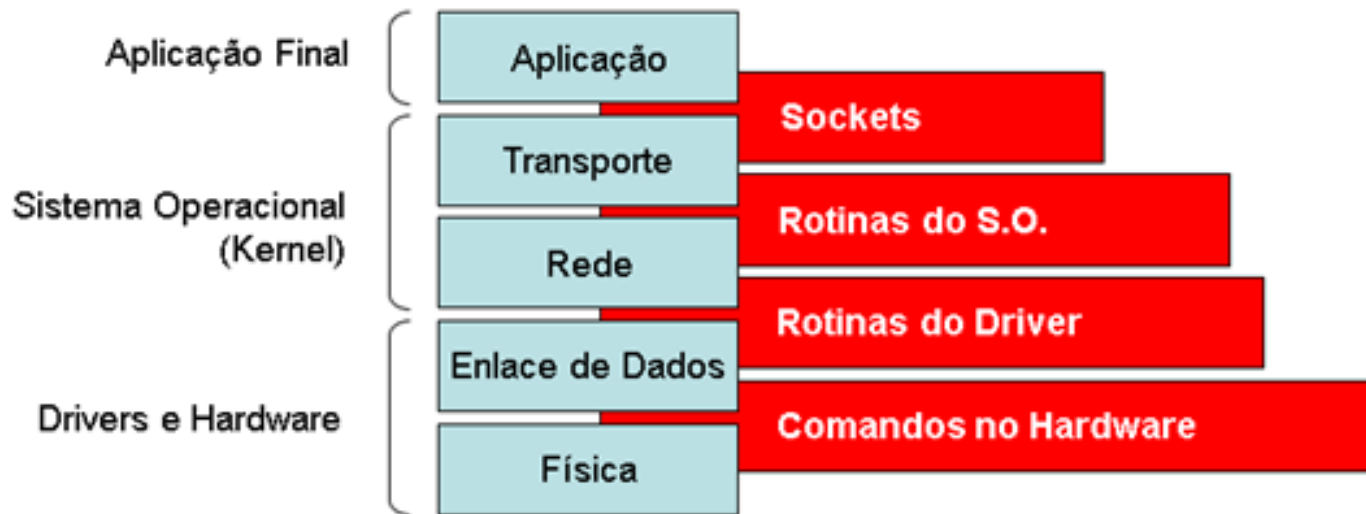 Aplicação Final
Aplicação
Sockets
Transporte
Sistema Operacional
(Kernel)
Rotinas do S.O.
Rede
Rotinas do Driver
Enlace de Dados
Drivers e Hardware
Comandos no Hardware
Física